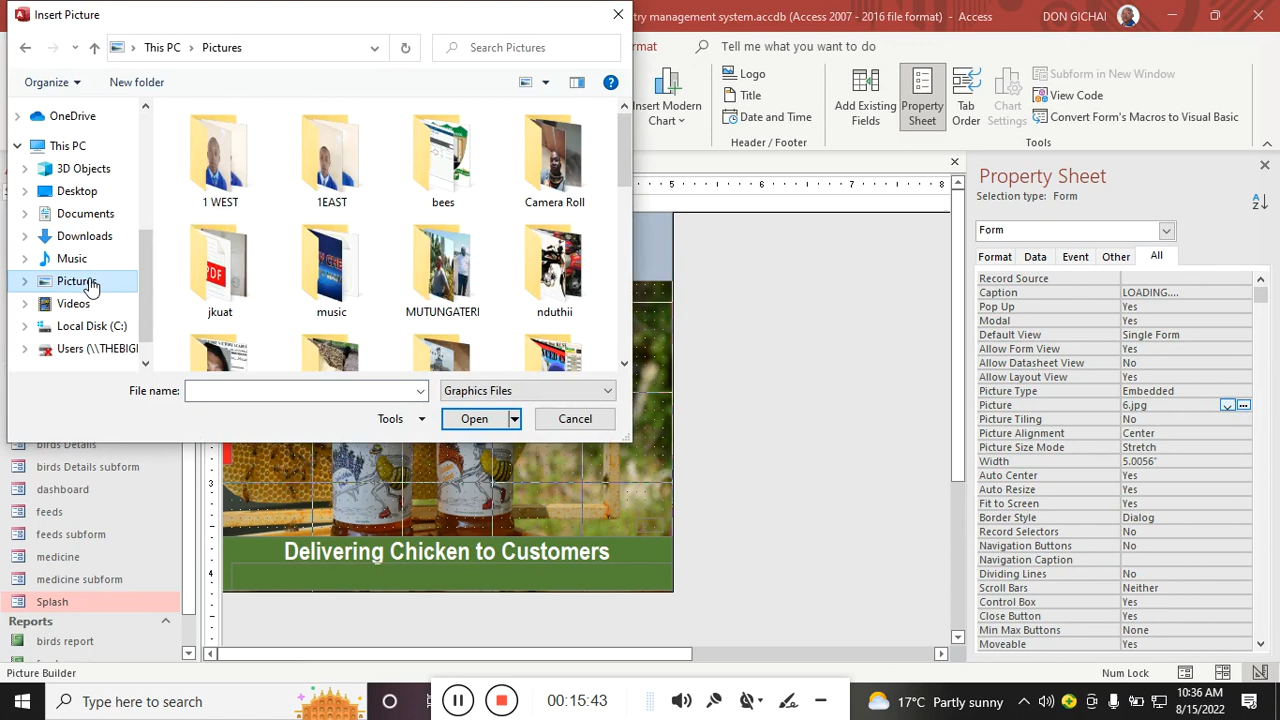 Insert Picture
try management system.accdb (Access 2007 - 2016 file format) - Access
DON GICHAI
This PC
Pictures
Search Pictures
Organize
New folder
mat
Tell me what you want to do
Insert Modern
Chart
Logo
Title
Date and Time
Header / Footer
Add Existing
Fields
Property
Sheet
Tab
Order
Chart
Settings
Subform in New Window
View Code
Convert Form's Macros to Visual Basic
Tools
OneDrive
This PC
3D Objects
Desktop
Documents
Downloads
Music
Pictures
Videos
Local Disk (C:)
Users (\\THEBIG
1 WEST
1EAST
bees
Camera Roll
jkuat
music
MUTUNGATERI
nduthii
File name:
Graphics Files
Tools
Open
Cancel
birds Details
birds Details subform
dashboard
feeds
feeds subform
medicine
medicine subform
Splash
Reports
birds report
5 6 7 8
3
4
Delivering Chicken to Customers
Property Sheet
Selection type: Form
Form
Format Data Event Other All
Record Source
Caption LOADING....
Pop Up Yes
Modal Yes
Default View Single Form
Allow Form View Yes
Allow Datasheet View No
Allow Layout View Yes
Picture Type Embedded
Picture 6.jpg
Picture Tiling No
Picture Alignment Center
Picture Size Mode Stretch
Width 5.0056"
Auto Center Yes
Auto Resize Yes
Fit to Screen Yes
Border Style Dialog
Record Selectors No
Navigation Buttons No
Navigation Caption
Dividing Lines No
Scroll Bars Neither
Control Box Yes
Close Button Yes
Min Max Buttons None
Moveable Yes
Picture Builder
Num Lock
Type here to search
00:15:43
17°C Partly sunny
10:36 AM
8/15/2022